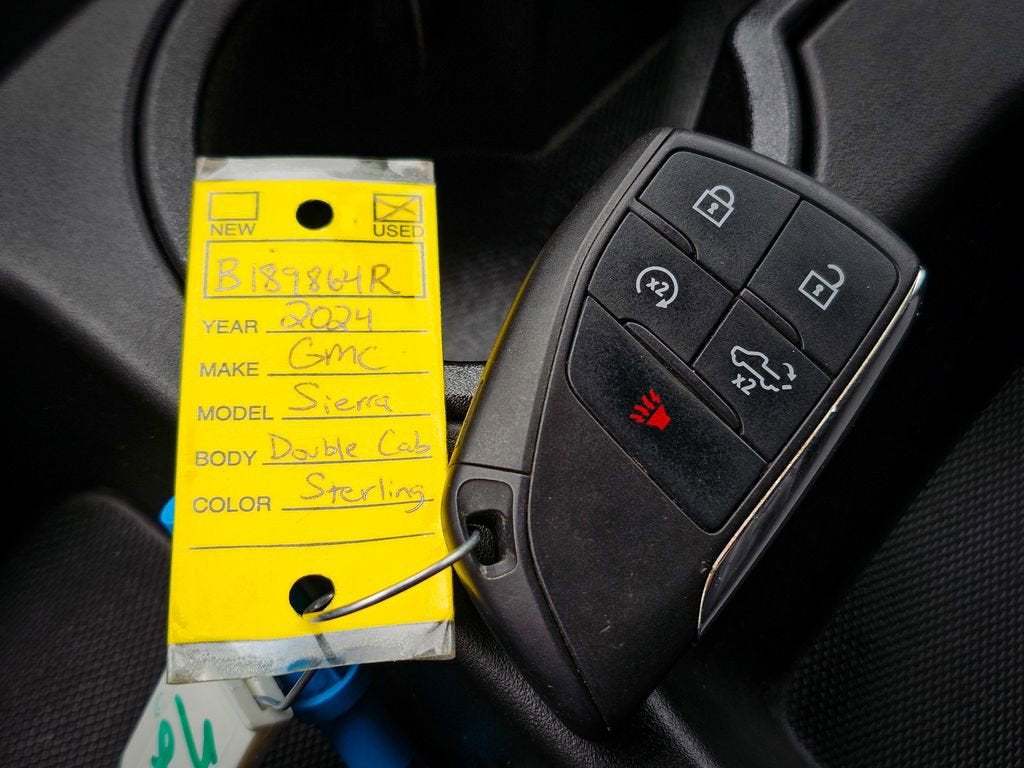 NEW USED
B189864R
YEAR 2024
MAKE GMC
MODEL Sierra
BODY Double Cab
COLOR Sterling
x2
x2